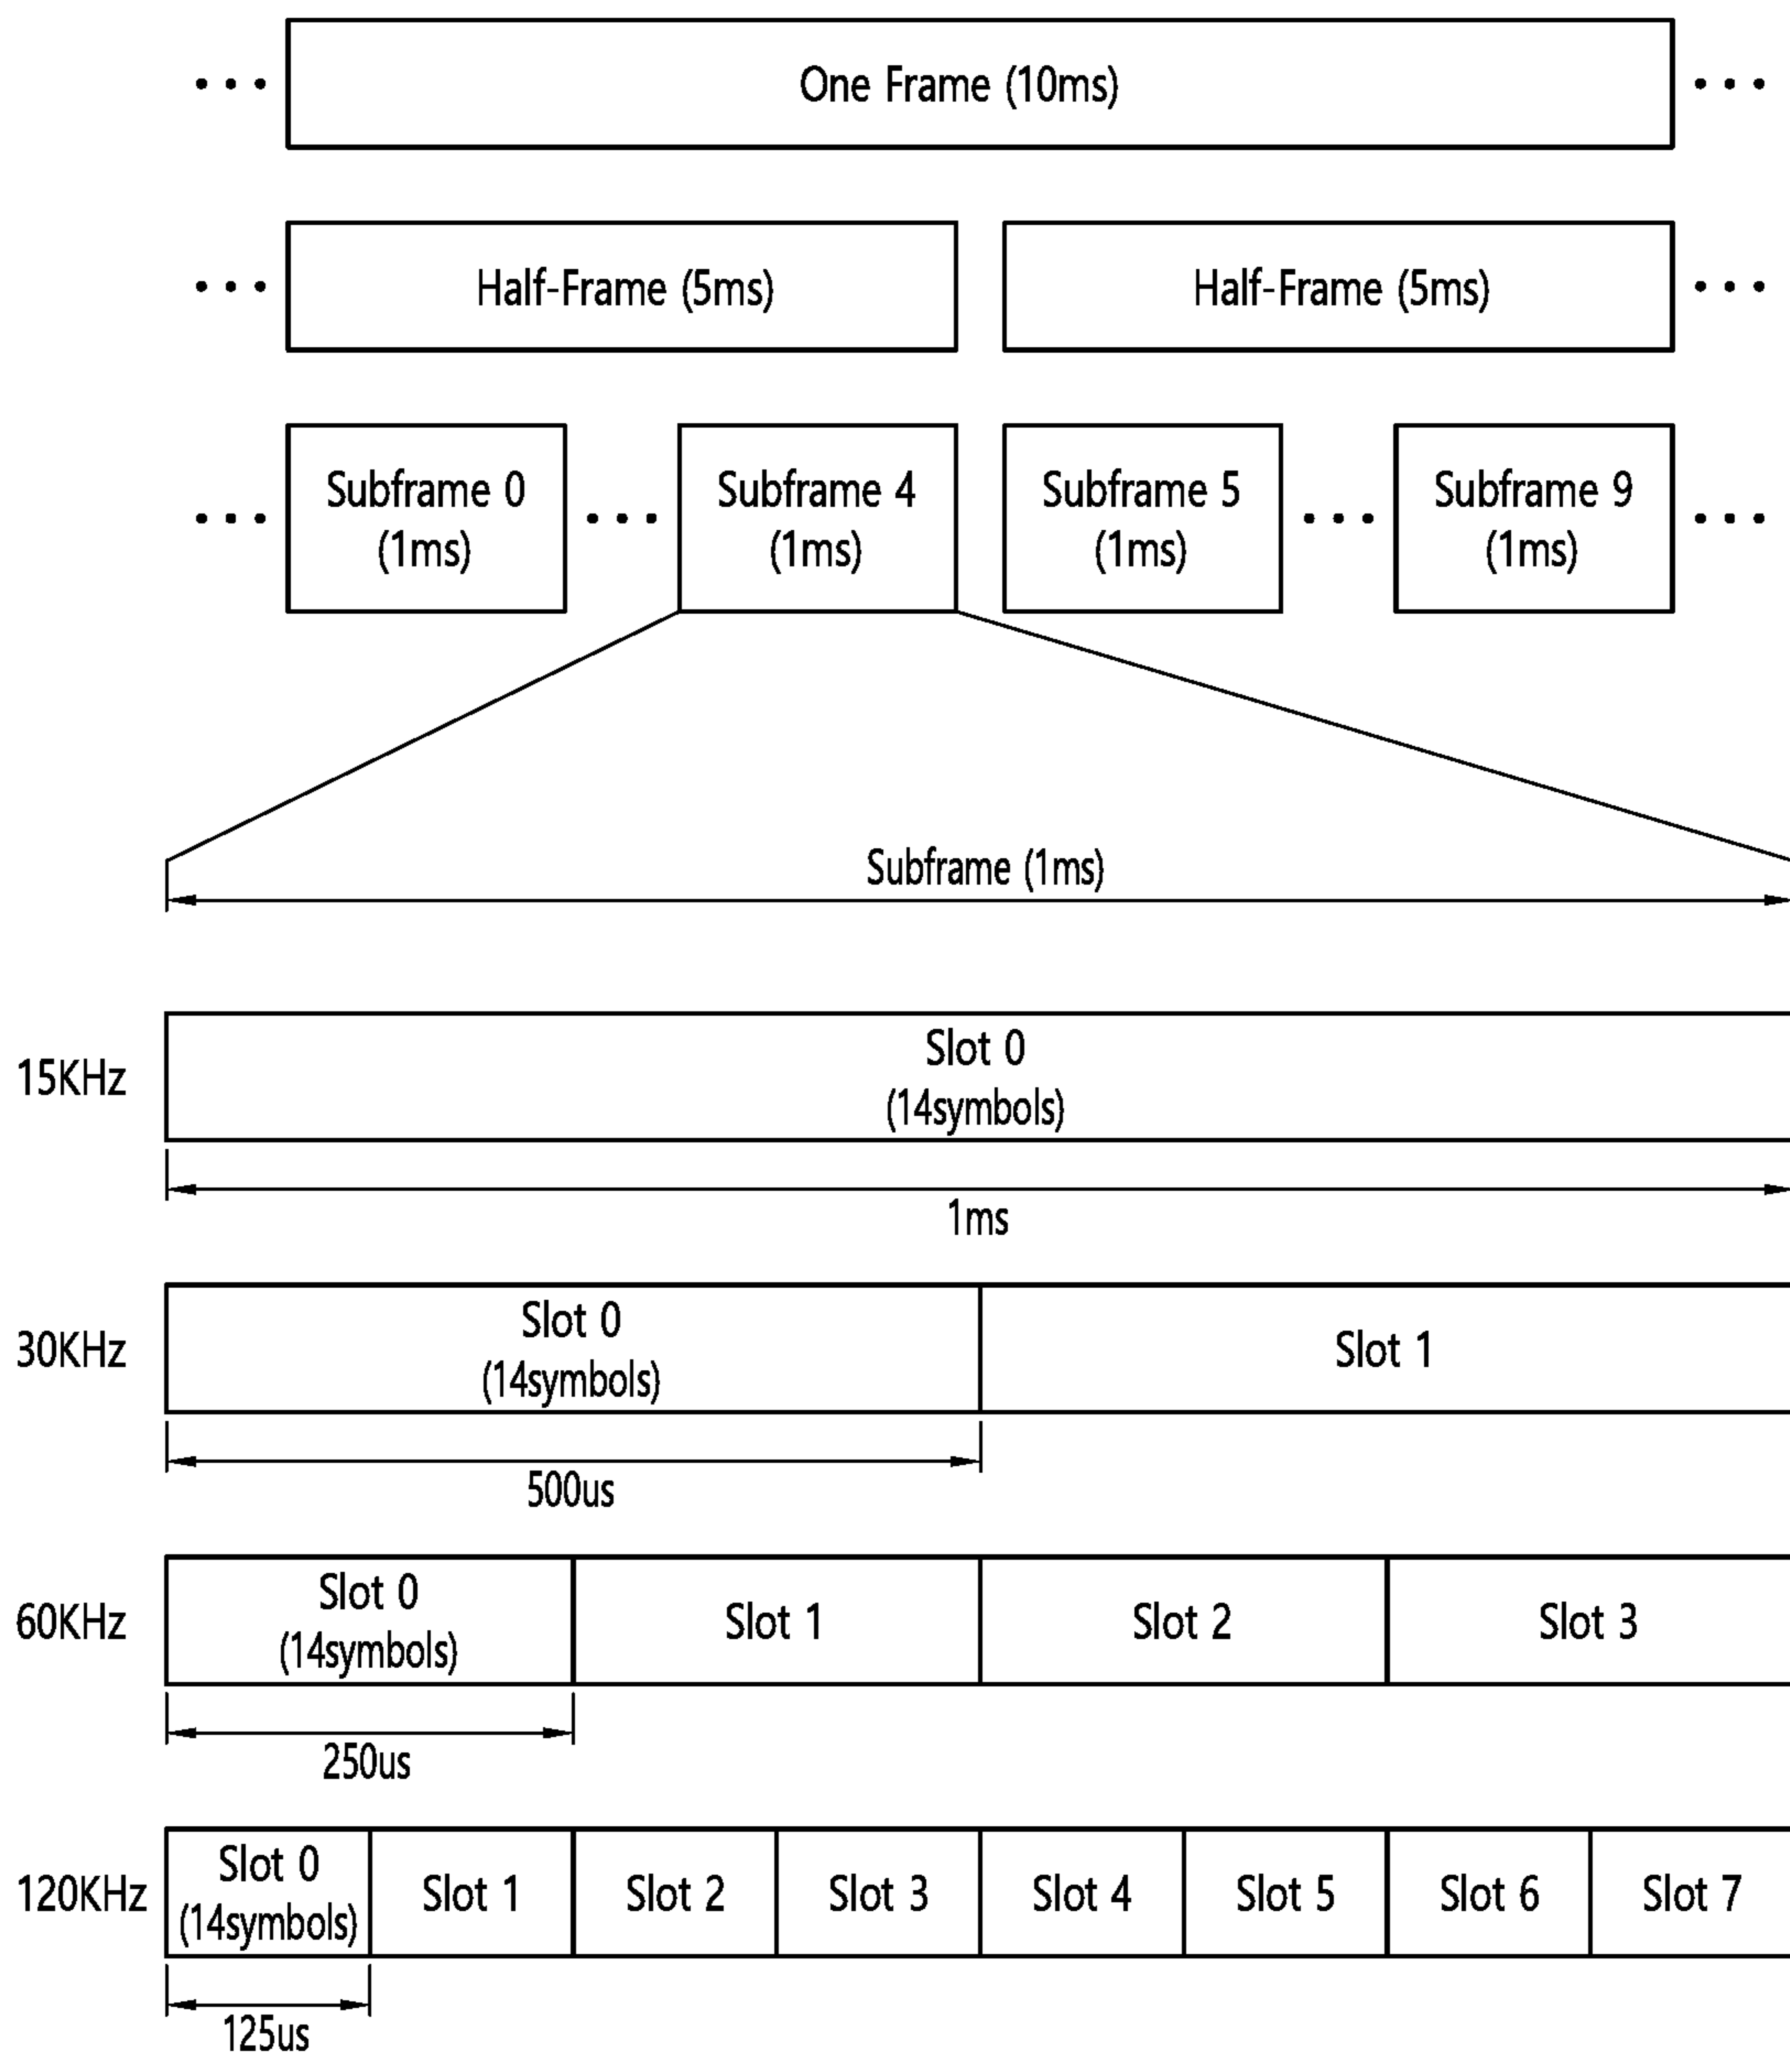 One Frame (10ms)
Half-Frame (5ms)
Half-Frame (5ms)
Subframe 0
(1ms)
Subframe 4
(1ms)
Subframe 5
(1ms)
Subframe 9
(1ms)
Subframe (1ms)
15KHz
Slot 0
(14symbols)
1ms
30KHz
Slot 0
(14symbols)
Slot 1
500us
60KHz
Slot 0
(14symbols)
Slot 1
Slot 2
Slot 3
250us
120KHz
Slot 0
(14symbols)
Slot 1
Slot 2
Slot 3
Slot 4
Slot 5
Slot 6
Slot 7
125us